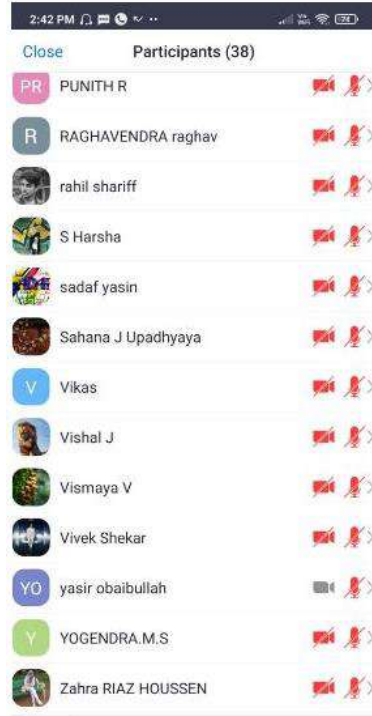 2:42 PM
74
Close Participants (38)
PR PUNITH R
R RAGHAVENDRA raghav
rahil shariff
S Harsha
sadaf yasin
Sahana J Upadhyaya
V Vikas
Vishal J
Vismaya V
Vivek Shekar
YO yasir obaibullah
Y YOGENDRA.M.S
Zahra RIAZ HOUSSEN